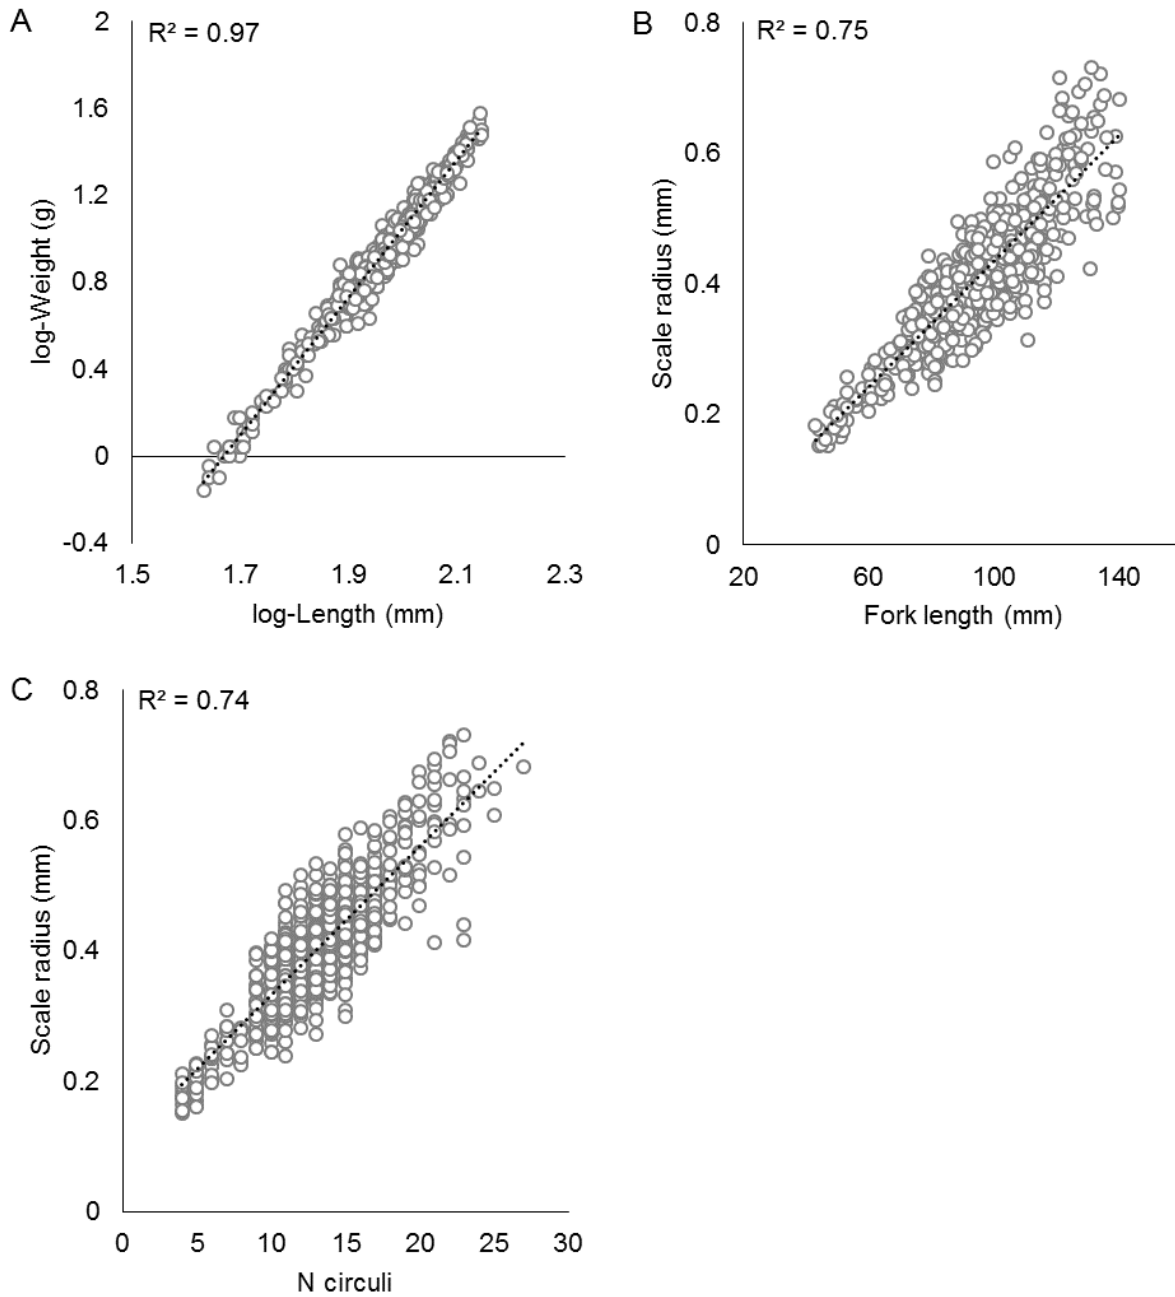 A
R² = 0.97
2
1.6
1.2
0.8
0.4
0
-0.4
log-Weight (g)
1.5 1.7 1.9 2.1 2.3
log-Length (mm)
B
R² = 0.75
0.8
0.6
0.4
0.2
0
Scale radius (mm)
20 60 100 140
Fork length (mm)
C
R² = 0.74
0.8
0.6
0.4
0.2
0
Scale radius (mm)
0 5 10 15 20 25 30
N circuli